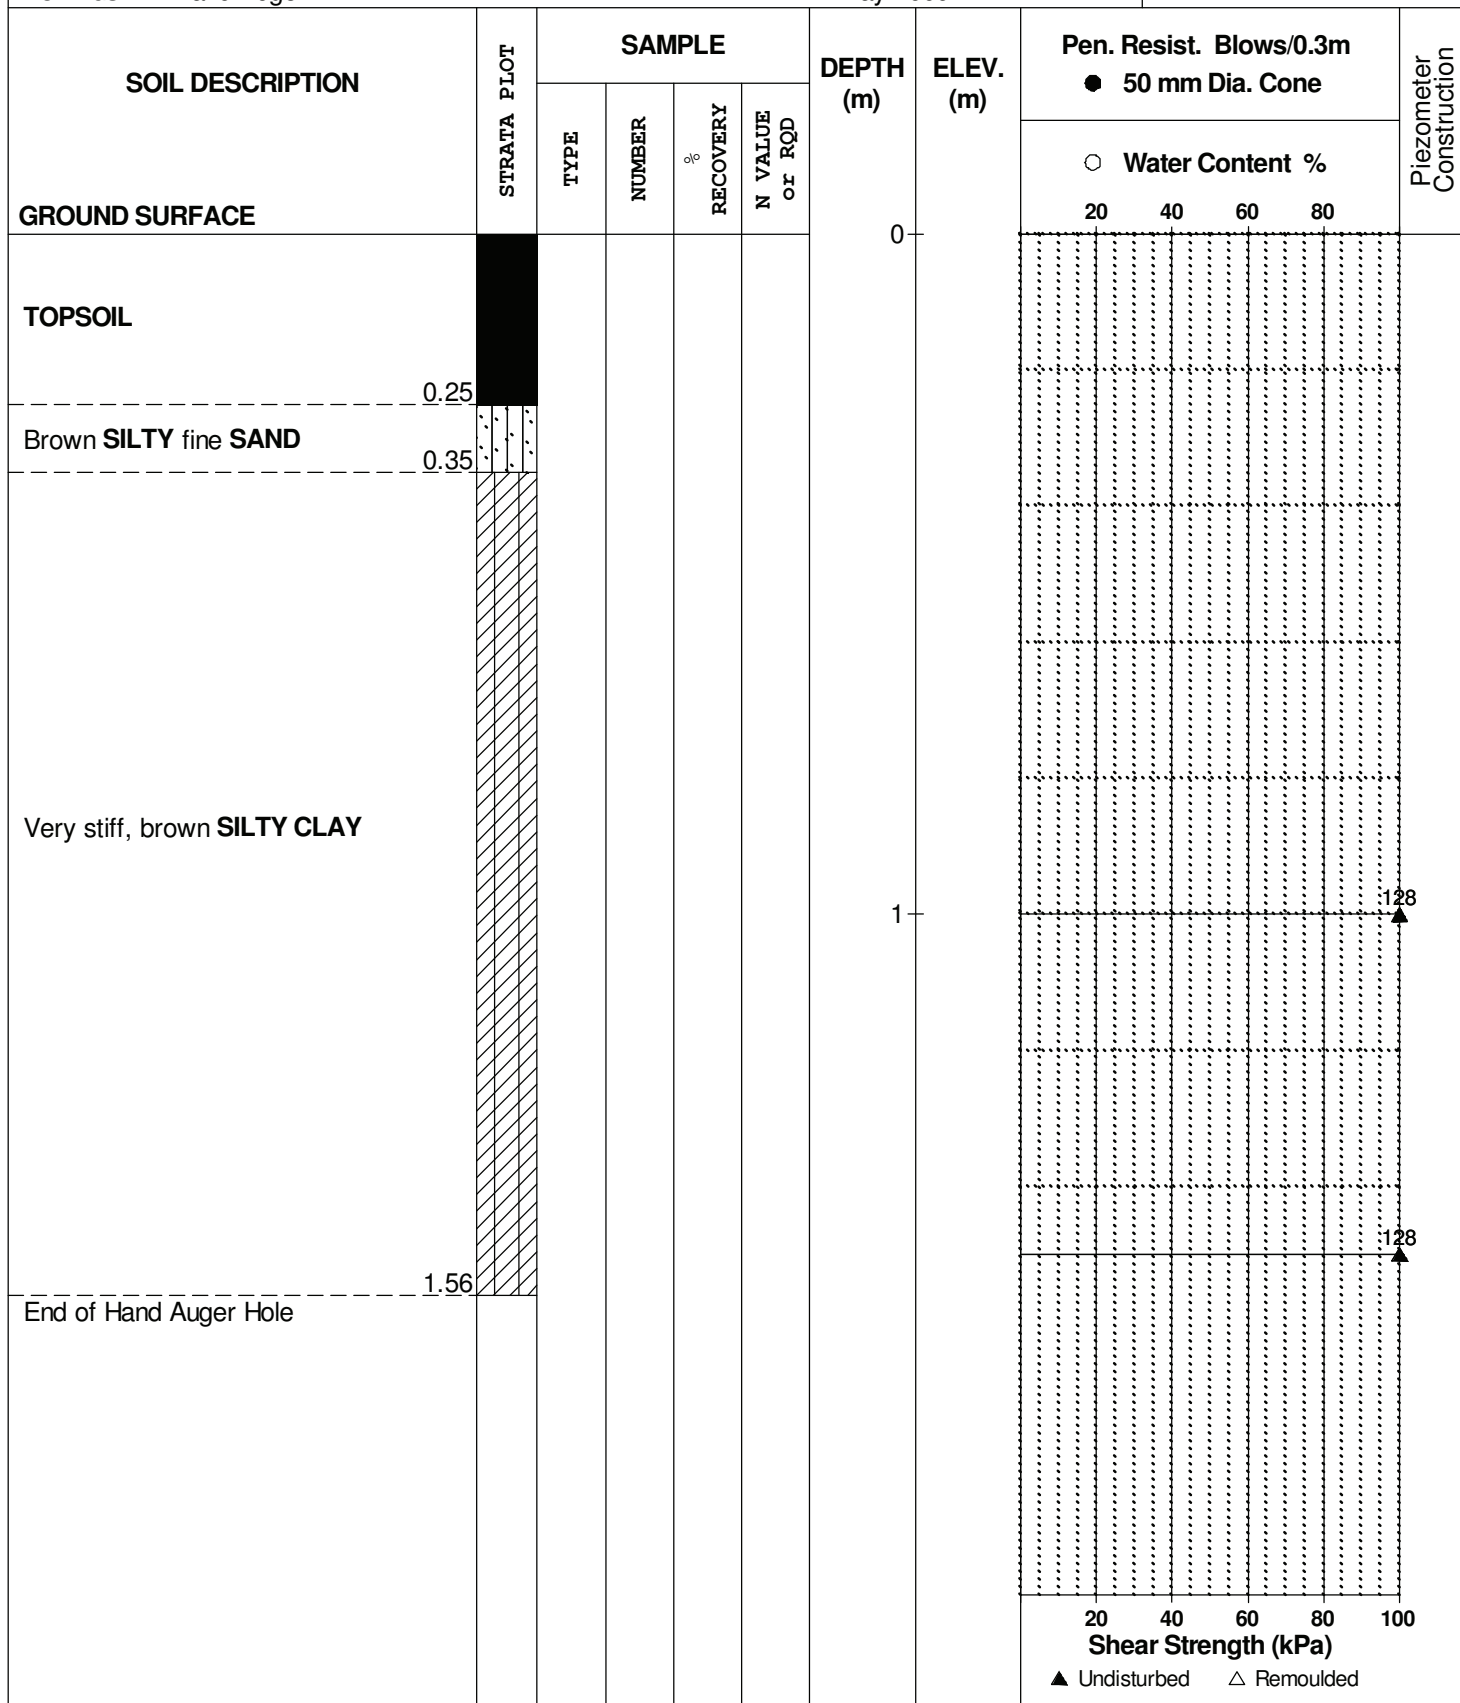 SOIL DESCRIPTION
GROUND SURFACE
STRATA PLOT
SAMPLE
TYPE
NUMBER
%
RECOVERY
N VALUE
or RQD
DEPTH
(m)
ELEV.
(m)
Pen. Resist. Blows/0.3m
● 50 mm Dia. Cone
○ Water Content %
20 40 60 80
Piezometer
Construction
0
TOPSOIL
0.25
Brown SILTY fine SAND
0.35
Very stiff, brown SILTY CLAY
1
128
128
1.56
End of Hand Auger Hole
20 40 60 80 100
Shear Strength (kPa)
▲ Undisturbed △ Remoulded